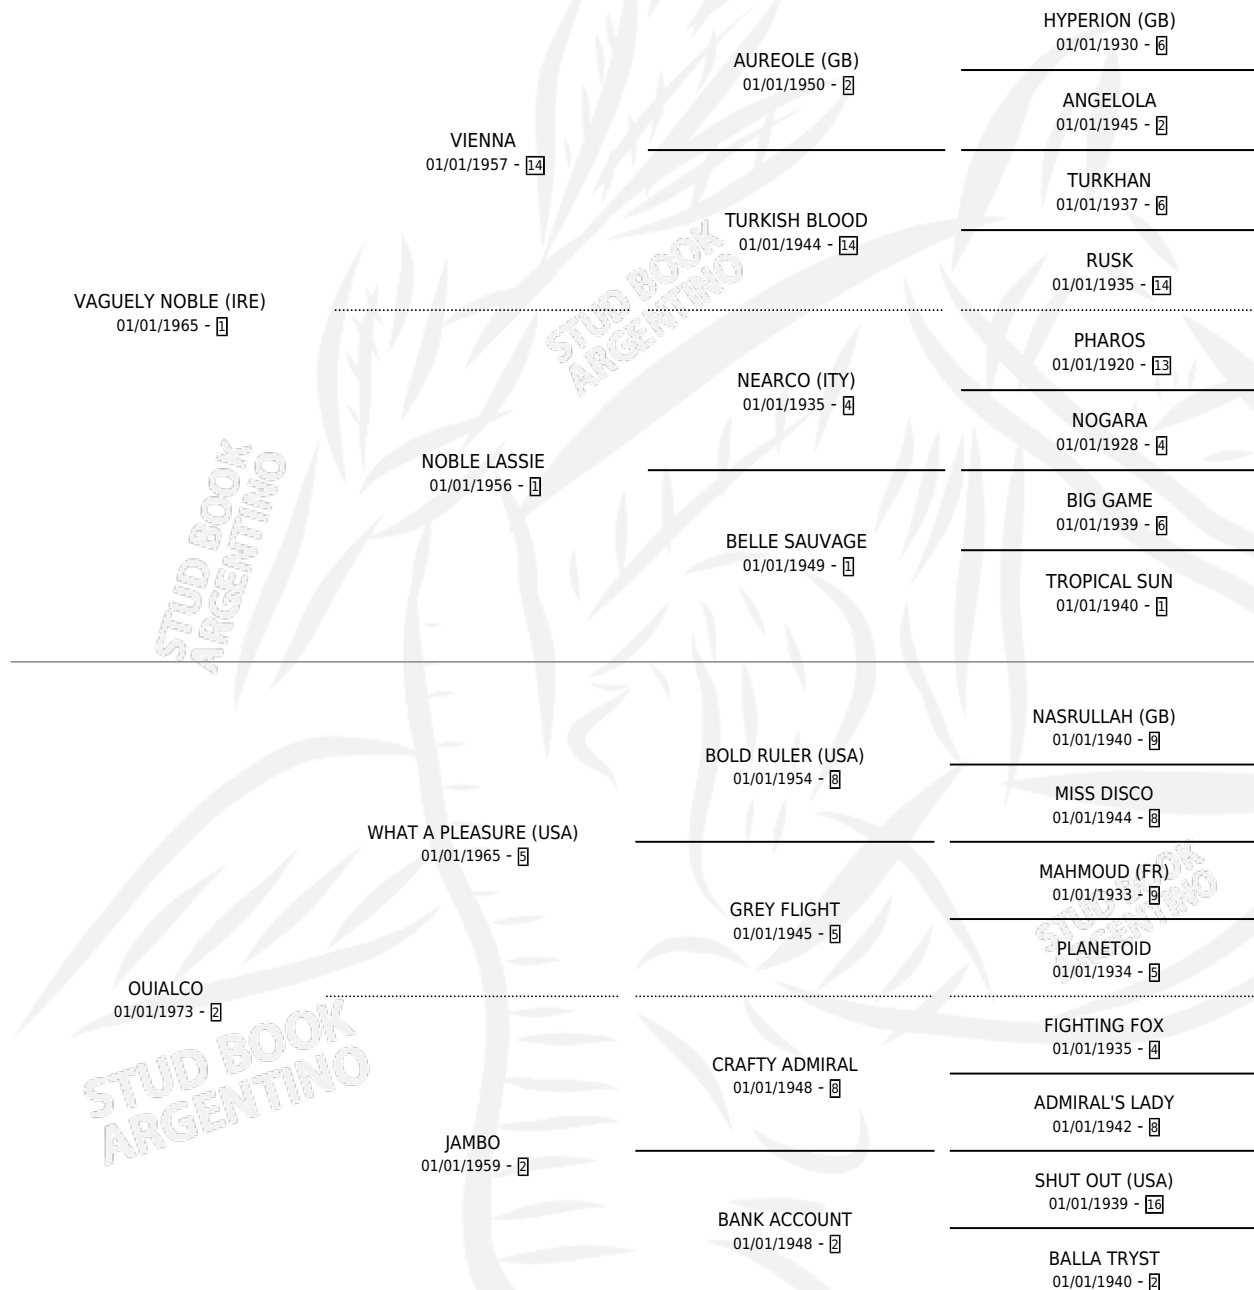 HYPERION (GB)
01/01/1930 - 6
AUREOLE (GB)
01/01/1950 - 2
ANGELOLA
01/01/1945 - 2
VIENNA
01/01/1957 - 14
TURKHAN
01/01/1937 - 6
TURKISH BLOOD
01/01/1944 - 14
RUSK
01/01/1935 - 14
VAGUELY NOBLE (IRE)
01/01/1965 - 1
PHAROS
01/01/1920 - 13
NEARCO (ITY)
01/01/1935 - 4
NOGARA
01/01/1928 - 4
NOBLE LASSIE
01/01/1956 - 1
BIG GAME
01/01/1939 - 6
BELLE SAUVAGE
01/01/1949 - 1
TROPICAL SUN
01/01/1940 - 1
STUD BOOK
ARGENTINO
STUD BOOK
ARGENTINO
NASRULLAH (GB)
01/01/1940 - 9
BOLD RULER (USA)
01/01/1954 - 8
MISS DISCO
01/01/1944 - 8
WHAT A PLEASURE (USA)
01/01/1965 - 5
MAHMOUD (FR)
01/01/1933 - 9
GREY FLIGHT
01/01/1945 - 5
PLANETOID
01/01/1934 - 5
STUD BOOK
ARGENTINO
OUIALCO
01/01/1973 - 2
FIGHTING FOX
01/01/1935 - 4
CRAFTY ADMIRAL
01/01/1948 - 8
ADMIRAL'S LADY
01/01/1942 - 8
STUD BOOK
ARGENTINO
JAMBO
01/01/1959 - 2
SHUT OUT (USA)
01/01/1939 - 16
BANK ACCOUNT
01/01/1948 - 2
BALLA TRYST
01/01/1940 - 2